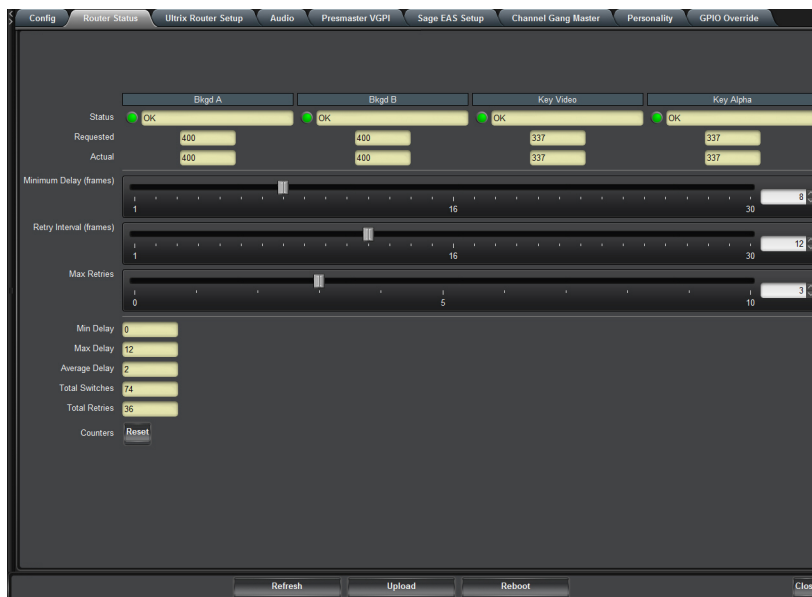 Config Router Status Ultrix Router Setup Audio Presmaster VGPI Sage EAS Setup Channel Gang Master Personality GPIO Override
Bkgd A Bkgd B Key Video Key Alpha
Status OK OK OK OK
Requested 400 400 337 337
Actual 400 400 337 337
Minimum Delay (frames) 8
1 16 30
Retry Interval (frames) 12
1 16 30
Max Retries 3
0 5 10
Min Delay 0
Max Delay 12
Average Delay 2
Total Switches 74
Total Retries 36
Counters Reset
Refresh Upload Reboot Clos